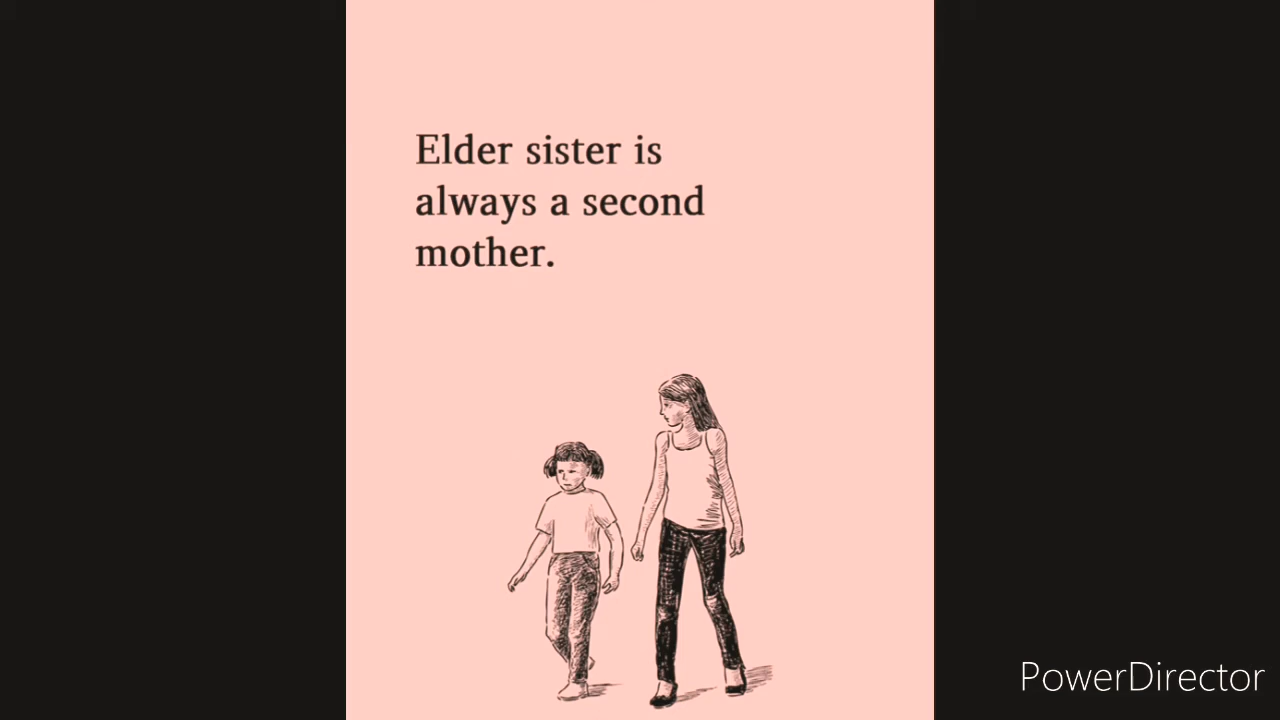 Elder sister is
always a second
mother.
PowerDirector